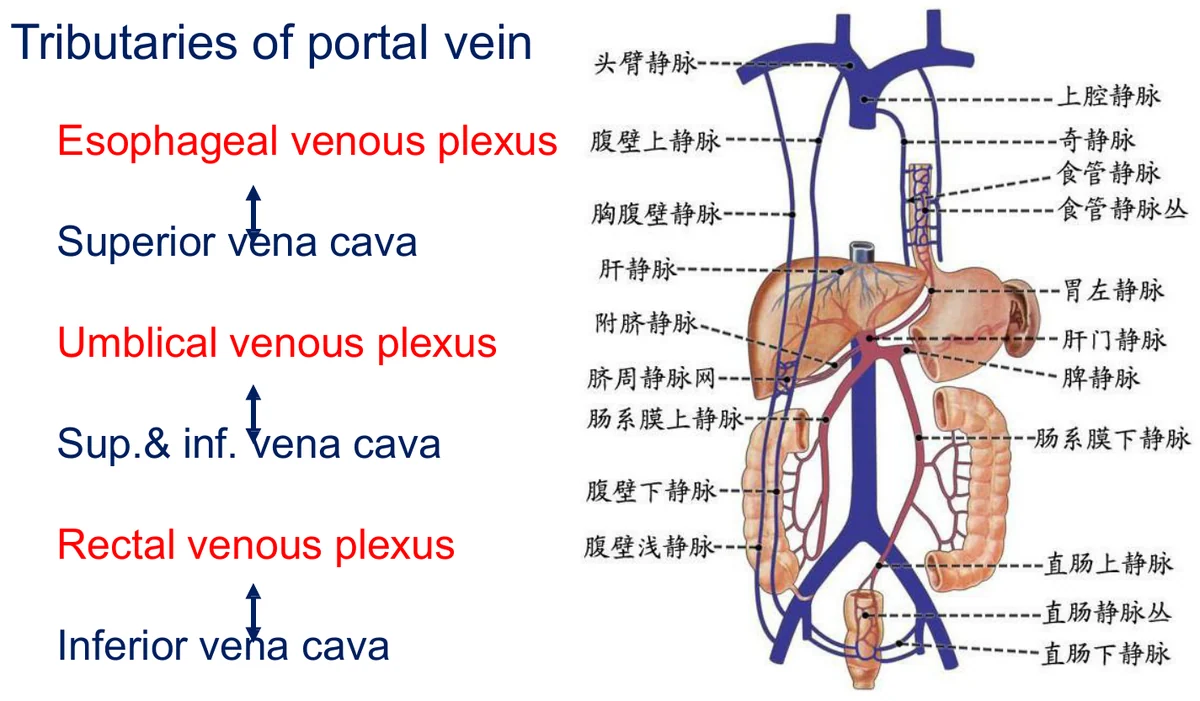 Tributaries of portal vein
Esophageal venous plexus
Superior vena cava
Umblical venous plexus
Sup.& inf. vena cava
Rectal venous plexus
Inferior vena cava
头臂静脉
腹壁上静脉
胸腹壁静脉
肝静脉
附脐静脉
脐周静脉网
肠系膜上静脉
腹壁下静脉
腹壁浅静脉
上腔静脉
奇静脉
食管静脉
食管静脉丛
胃左静脉
肝门静脉
脾静脉
肠系膜下静脉
直肠上静脉
直肠静脉丛
直肠下静脉